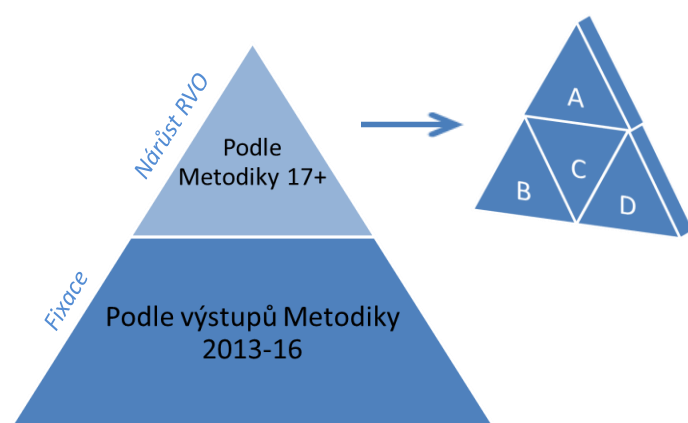 Nárůst RVO
Podle
Metodiky 17+
Fixace
Podle výstupů Metodiky
2013-16
A
B
C
D